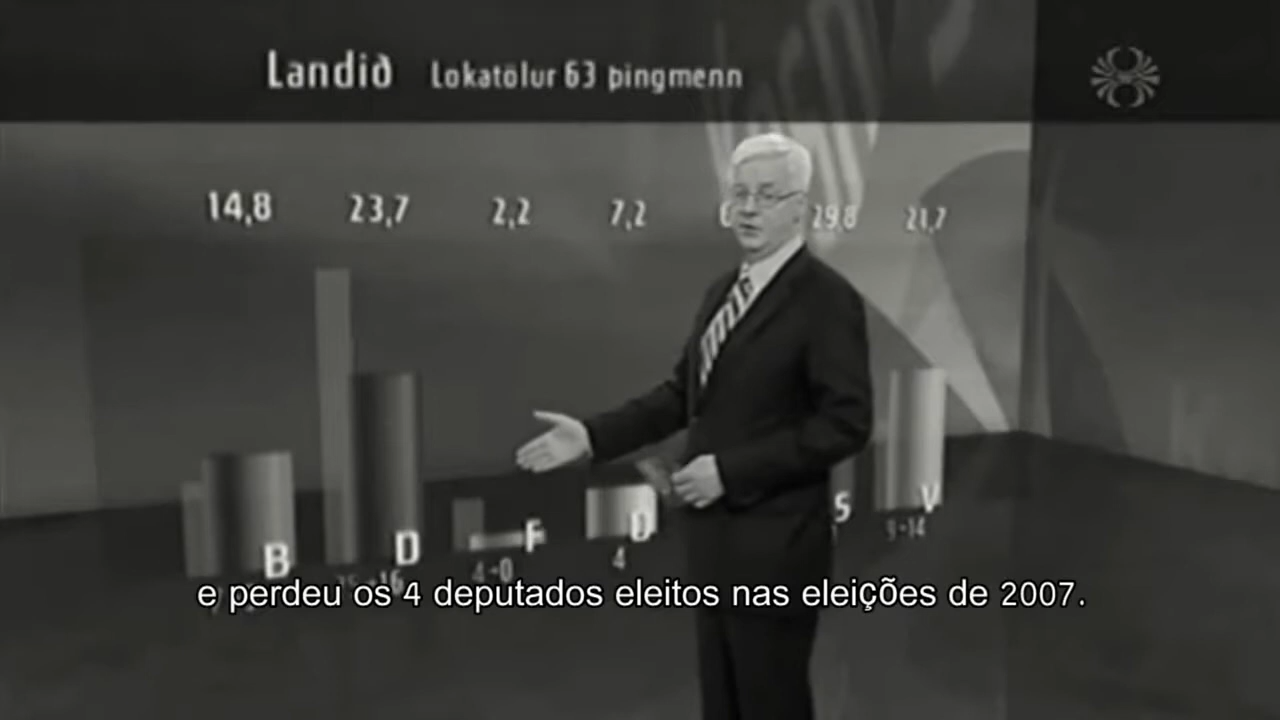 Landið Lokatölur 63 þingmenn
14,8 23,7 2,2 7,2 29,8 21,7
B D F S V
4-0 4 9-14
e perdeu os 4 deputados eleitos nas eleições de 2007.